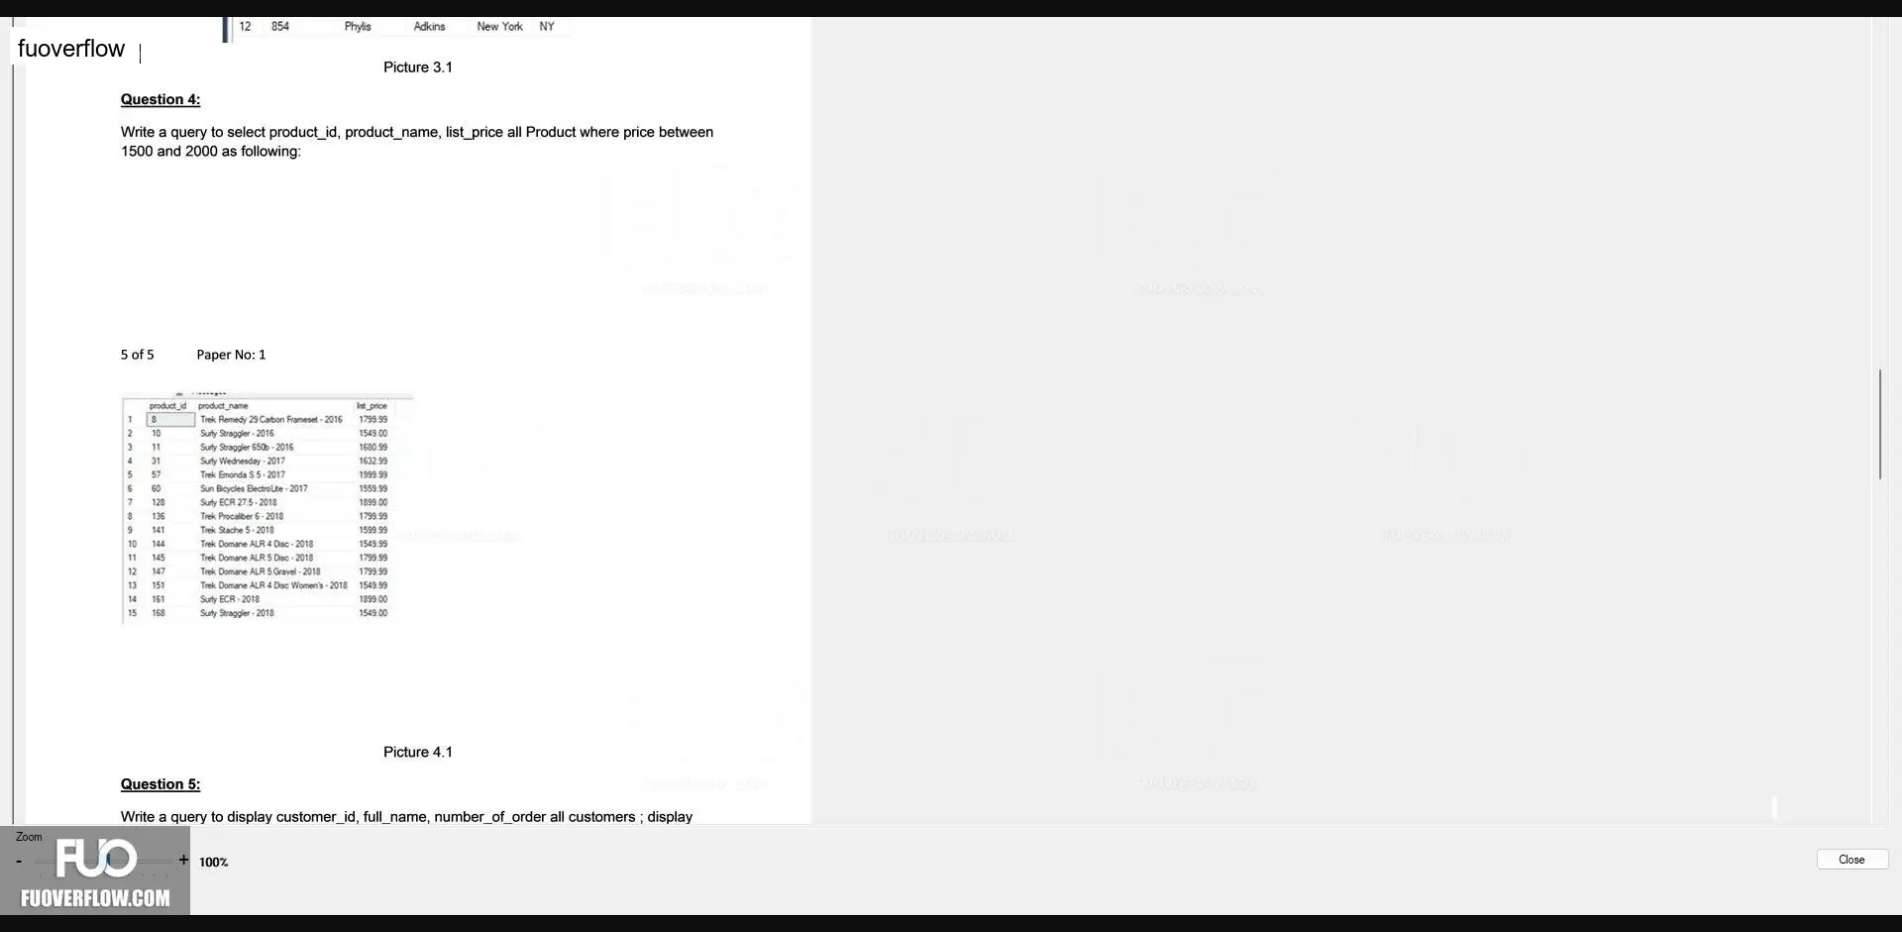 12 854 Phylis Adkins New York NY
fuoverflow
Picture 3.1
Question 4:
Write a query to select product_id, product_name, list_price all Product where price between
1500 and 2000 as following:
5 of 5 Paper No: 1
product_id product_name list_price
1 8 Trek Remedy 29 Carbon Frameset - 2016 1799.99
2 10 Surly Straggler - 2016 1549.00
3 11 Surly Straggler 650b - 2016 1680.99
4 31 Surly Wednesday - 2017 1632.99
5 57 Trek Emonda S 5 - 2017 1999.99
6 60 Sun Bicycles ElectroLite - 2017 1559.99
7 128 Surly ECR 27.5 - 2018 1899.00
8 136 Trek Procaliber 6 - 2018 1799.99
9 141 Trek Stache 5 - 2018 1599.99
10 144 Trek Domane ALR 4 Disc - 2018 1549.99
11 145 Trek Domane ALR 5 Disc - 2018 1799.99
12 147 Trek Domane ALR 5 Gravel - 2018 1799.99
13 151 Trek Domane ALR 4 Disc Women's - 2018 1549.99
14 161 Surly ECR - 2018 1899.00
15 168 Surly Straggler - 2018 1549.00
Picture 4.1
Question 5:
Write a query to display customer_id, full_name, number_of_order all customers ; display
Zoom
- + 100%
Close
FUO
FUOVERFLOW.COM